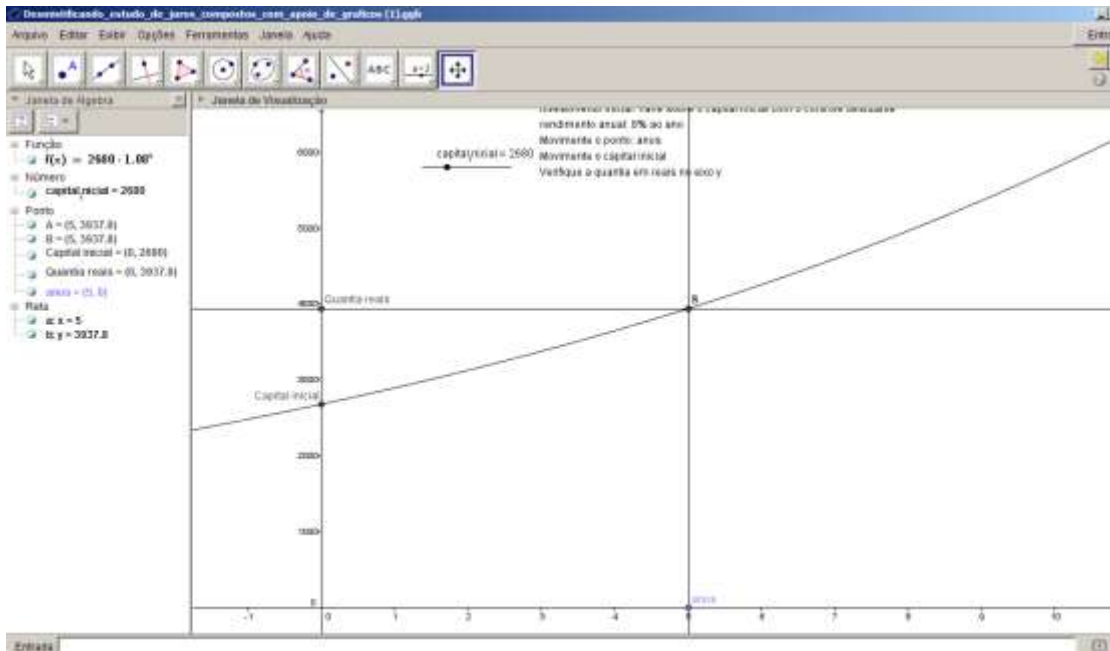 Desmitificando_estudo_de_juros_compostos_com_apoio_de_graficos (1).ggb
Arquivo Editar Exibir Opções Ferramentas Janela Ajuda
Entra
A
ABC
a=2
Janela de Álgebra
Janela de Visualização
Função
f(x) = 2680 · 1.08ˣ
Número
capital inicial = 2680
Ponto
A = (5, 3937.8)
B = (5, 3937.8)
Capital inicial = (0, 2680)
Quantia reais = (0, 3937.8)
anos = (5, 0)
Reta
a: x = 5
b: y = 3937.8
rendimento anual: 8% ao ano
Movimente o ponto: anos
Movimente o capital inicial
Verifique a quantia em reais no eixo y
capital inicial = 2680
6000
5000
4000
Quantia reais
B
3000
Capital inicial
2000
1000
0
anos
-1 0 1 2 3 4 5 6 7 8 9 10
Entrada